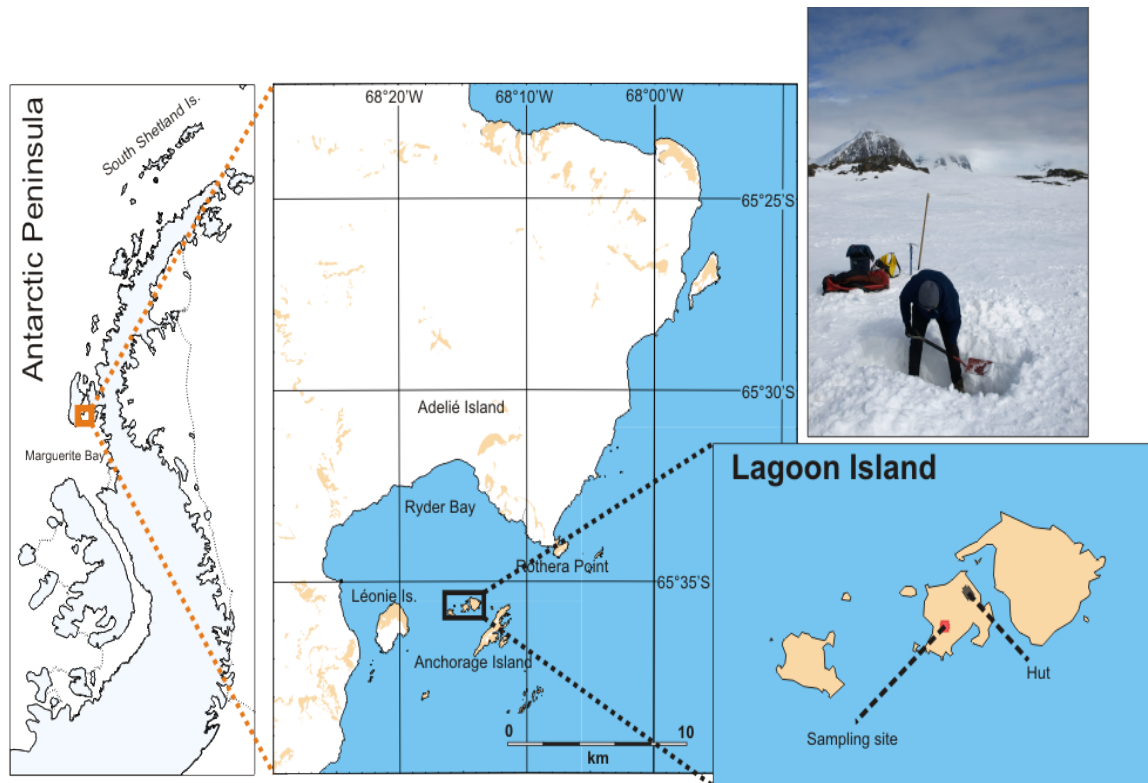 Antarctic Peninsula
South Shetland Is.
Marguerite Bay
68°20'W
68°10'W
68°00'W
65°25'S
65°30'S
Adelié Island
Ryder Bay
Rothera Point
65°35'S
Léonie Is.
Anchorage Island
0
10
km
Lagoon Island
Hut
Sampling site